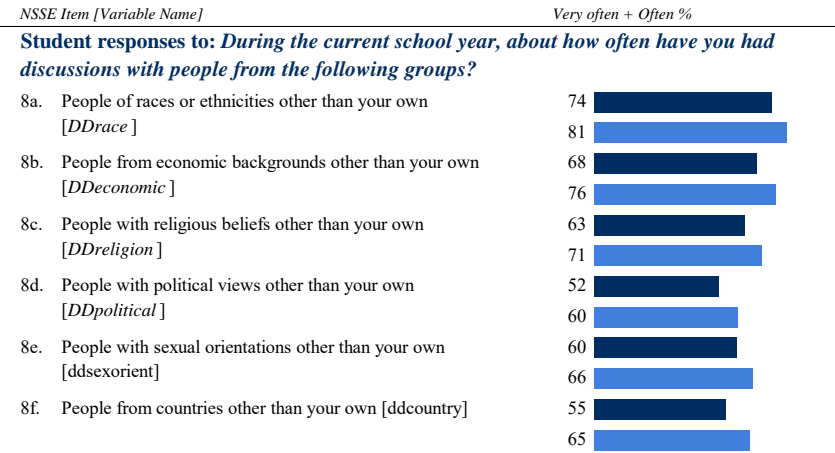 NSSE Item [Variable Name] Very often + Often %
Student responses to: During the current school year, about how often have you had
discussions with people from the following groups?
8a. People of races or ethnicities other than your own 74
[DDrace ] 81
8b. People from economic backgrounds other than your own 68
[DDeconomic ] 76
8c. People with religious beliefs other than your own 63
[DDreligion ] 71
8d. People with political views other than your own 52
[DDpolitical ] 60
8e. People with sexual orientations other than your own 60
[ddsexorient] 66
8f. People from countries other than your own [ddcountry] 55
65